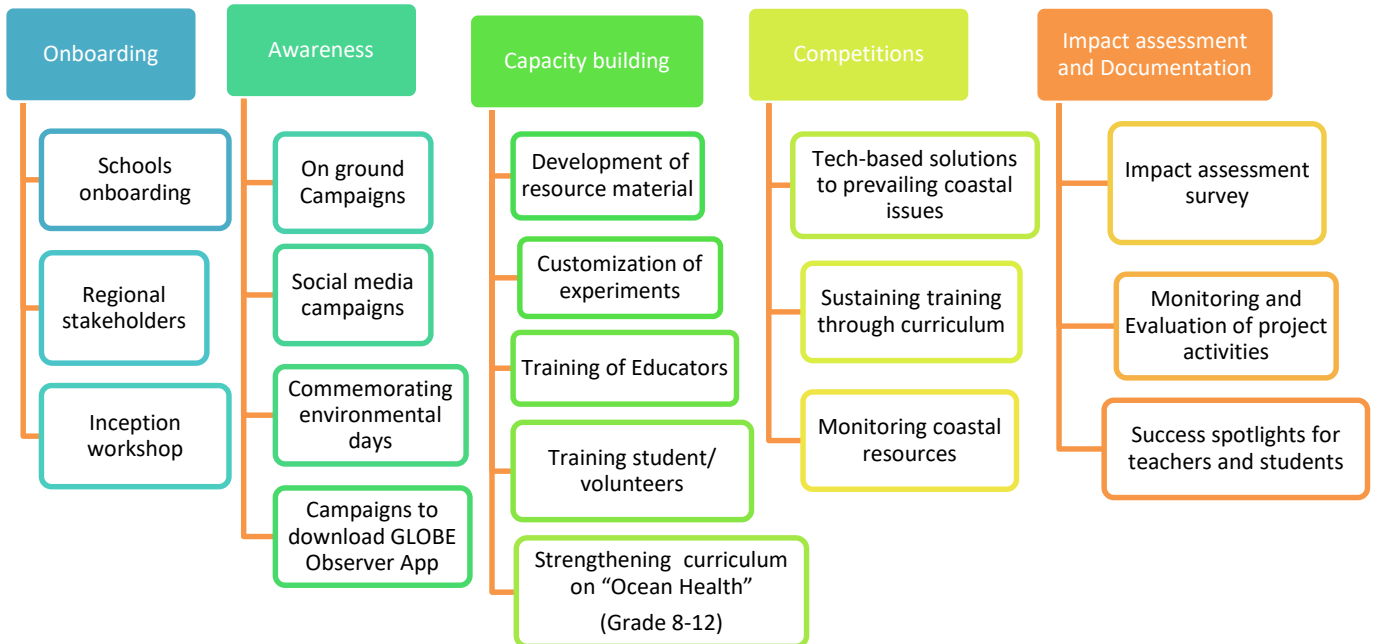 Onboarding
Schools
onboarding
Regional
stakeholders
Inception
workshop
Awareness
On ground
Campaigns
Social media
campaigns
Commemorating
environmental
days
Campaigns to
download GLOBE
Observer App
Capacity building
Development of
resource material
Customization of
experiments
Training of Educators
Training student/
volunteers
Strengthening curriculum
on “Ocean Health”
(Grade 8-12)
Competitions
Tech-based solutions
to prevailing coastal
issues
Sustaining training
through curriculum
Monitoring coastal
resources
Impact assessment
and Documentation
Impact assessment
survey
Monitoring and
Evaluation of project
activities
Success spotlights for
teachers and students